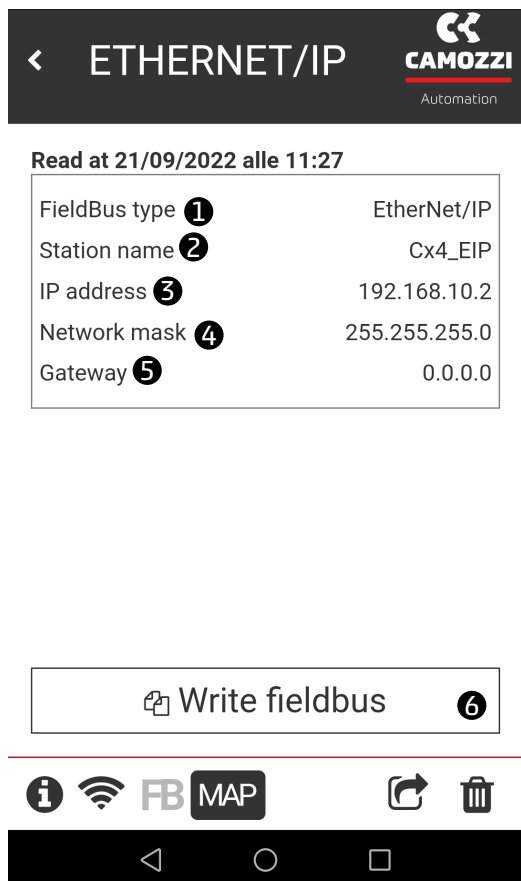 ETHERNET/IP
CAMOZZI
Automation
Read at 21/09/2022 alle 11:27
FieldBus type 1 EtherNet/IP
Station name 2 Cx4_EIP
IP address 3 192.168.10.2
Network mask 4 255.255.255.0
Gateway 5 0.0.0.0
Write fieldbus 6
FB MAP